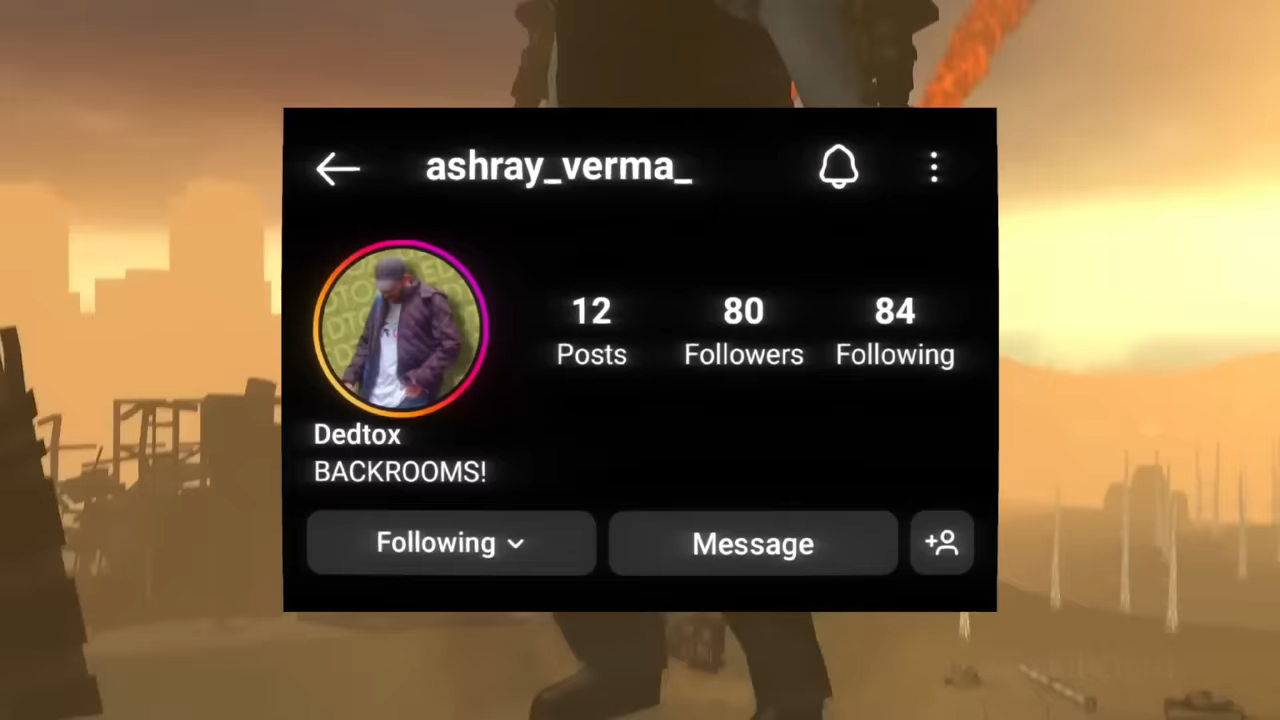 ashray_verma_
12 80 84
Posts Followers Following
Dedtox
BACKROOMS!
Following Message